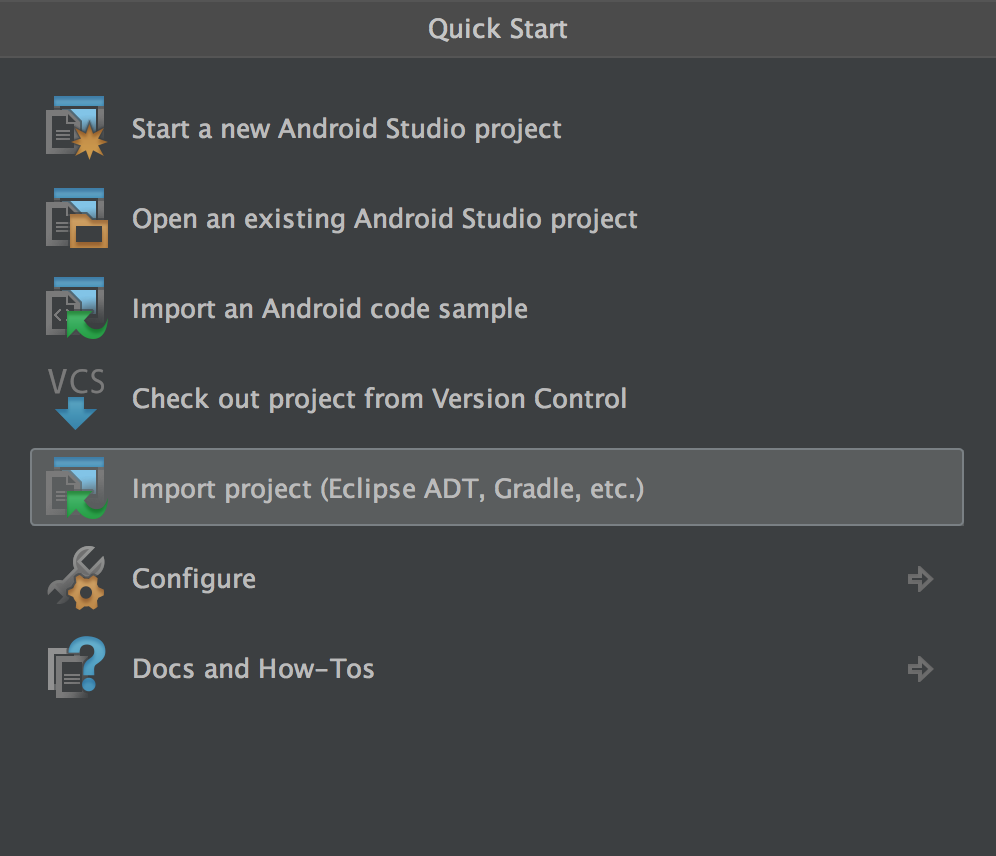 Quick Start
Start a new Android Studio project
Open an existing Android Studio project
Import an Android code sample
VCS
Check out project from Version Control
Import project (Eclipse ADT, Gradle, etc.)
Configure
Docs and How-Tos